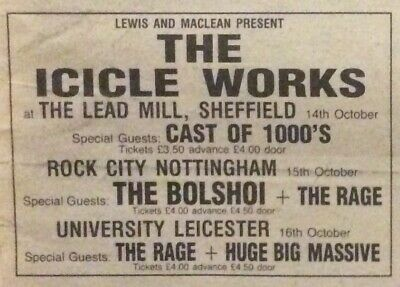 LEWIS AND MACLEAN PRESENT
THE
ICICLE WORKS
at THE LEAD MILL, SHEFFIELD 14th October
Special Guests: CAST OF 1000'S
Tickets £3.50 advance £4.00 door
ROCK CITY NOTTINGHAM 15th October
Special Guests: THE BOLSHOI + THE RAGE
Tickets £4.00 advance £4.50 door
UNIVERSITY LEICESTER 16th October
Special Guests: THE RAGE + HUGE BIG MASSIVE
Tickets £4.00 advance £4.50 door